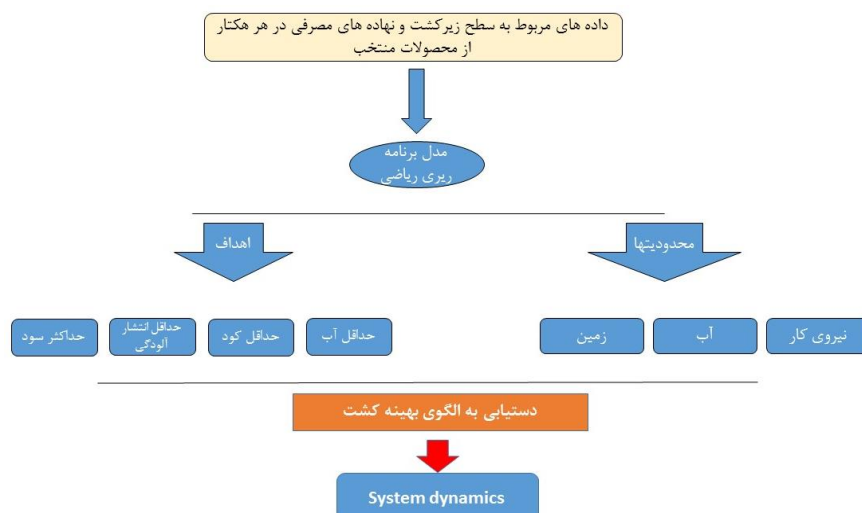 داده های مربوط به سطح زیرکشت و نهاده های مصرفی در هر هکتار
از محصولات منتخب
مدل برنامه
ریری ریاضی
محدودیتها
اهداف
نیروی کار
آب
زمین
حداقل آب
حداقل کود
حداقل انتشار
آلودگی
حداکثر سود
دستیابی به الگوی بهینه کشت
System dynamics